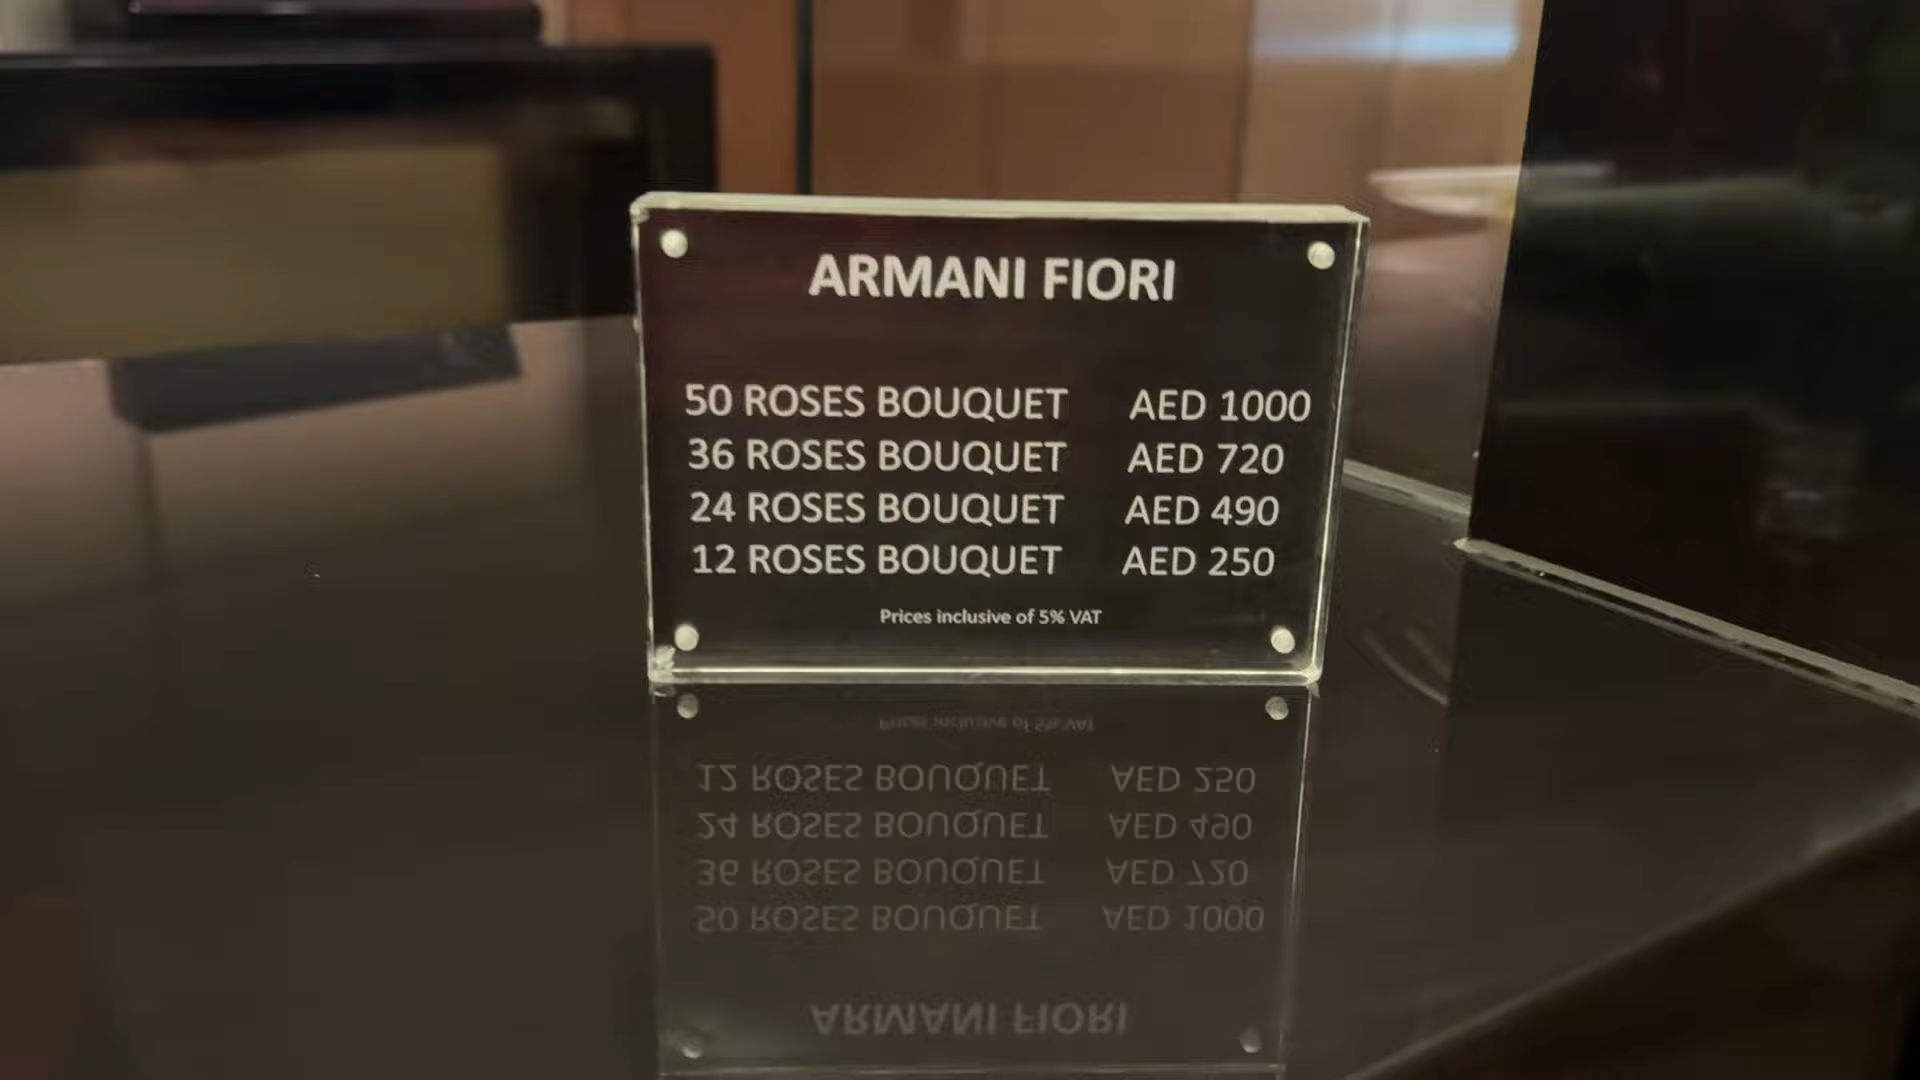 ARMANI FIORI
50 ROSES BOUQUET AED 1000
36 ROSES BOUQUET AED 720
24 ROSES BOUQUET AED 490
12 ROSES BOUQUET AED 250
Prices inclusive of 5% VAT